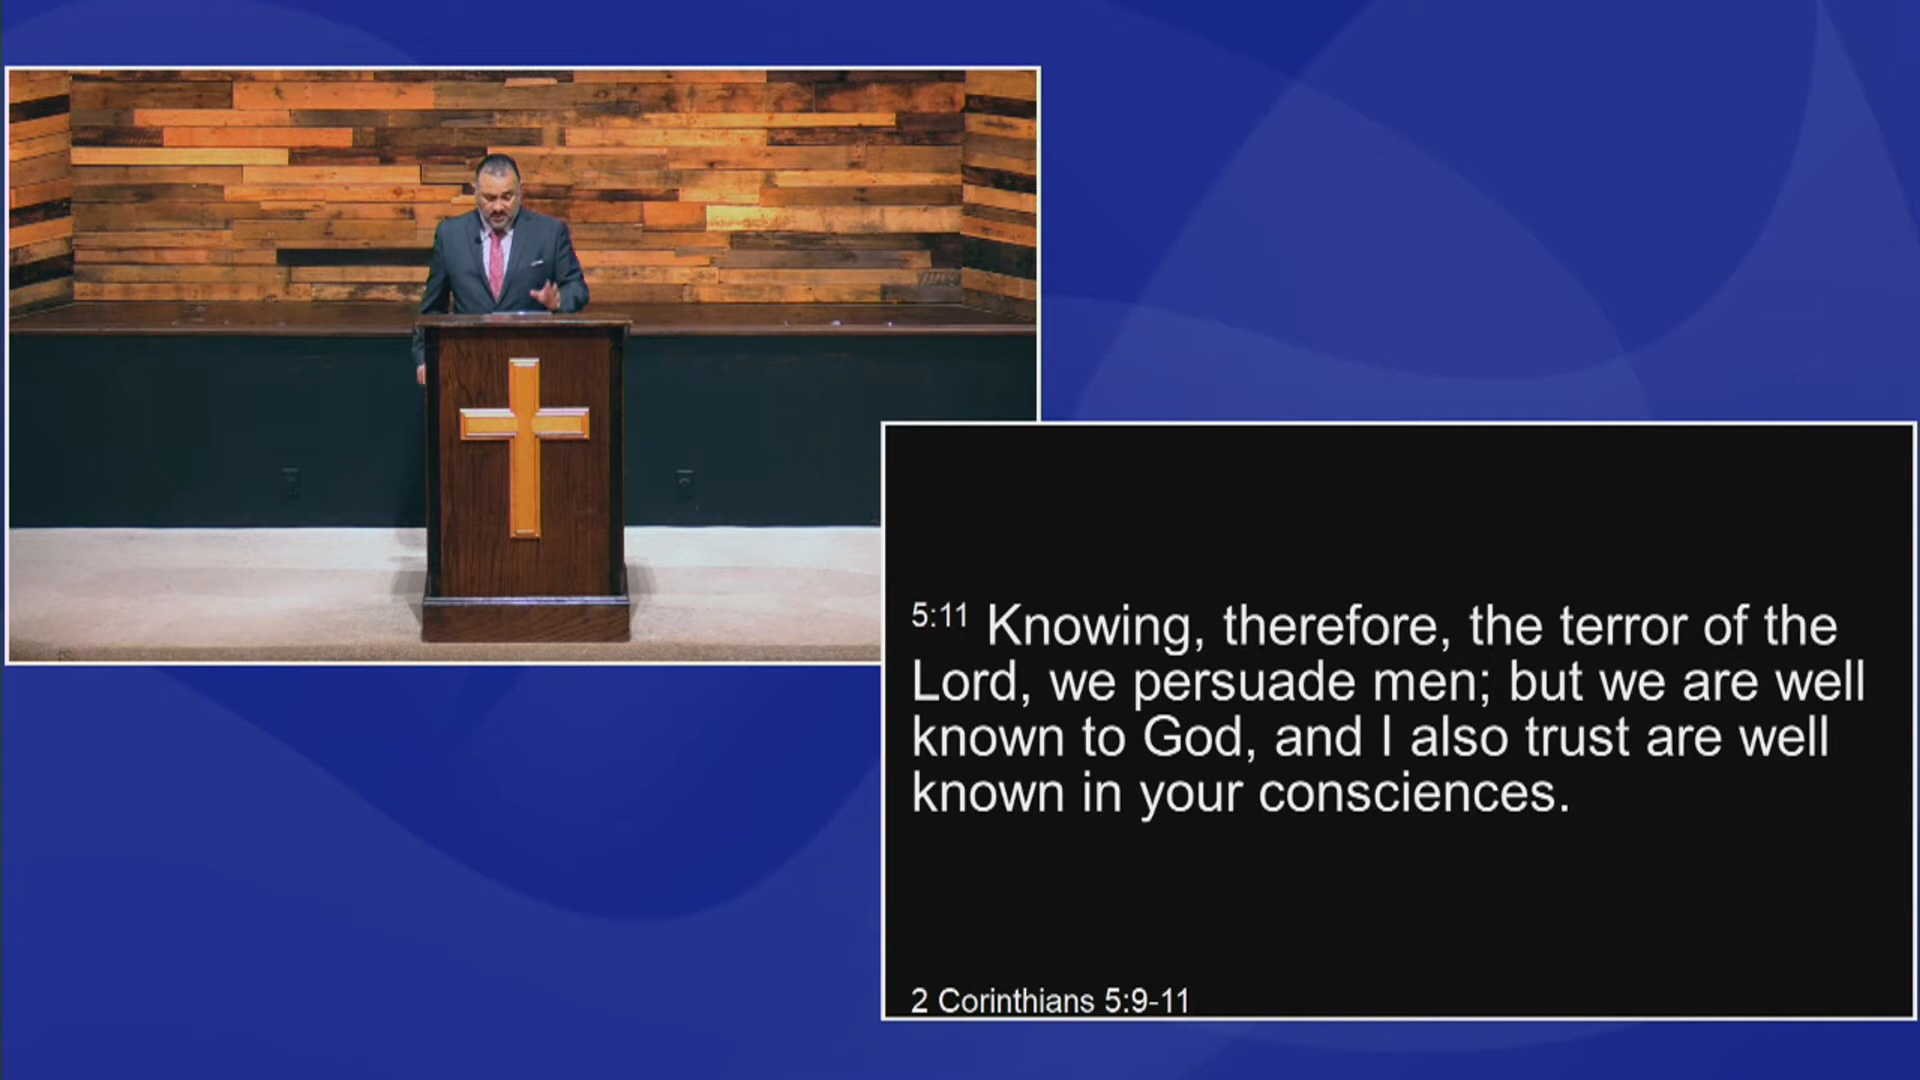 5:11 Knowing, therefore, the terror of the
Lord, we persuade men; but we are well
known to God, and I also trust are well
known in your consciences.
2 Corinthians 5:9-11